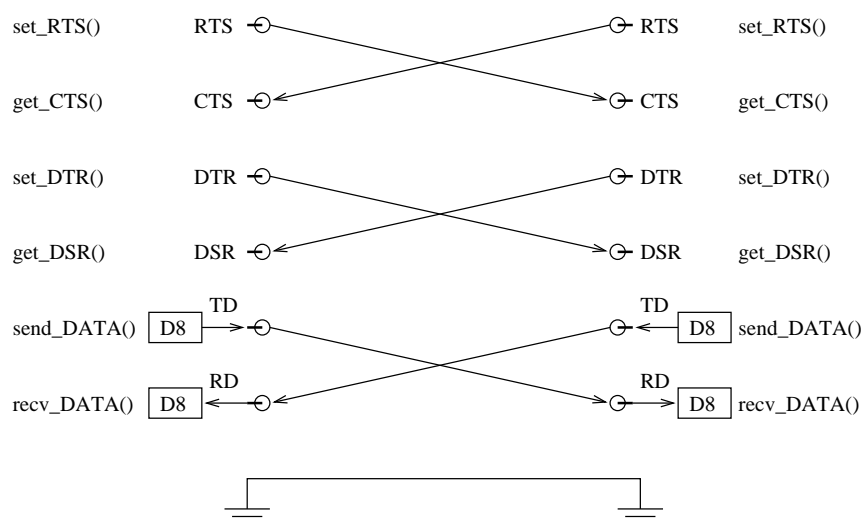 set_RTS() RTS RTS set_RTS()
get_CTS() CTS CTS get_CTS()
set_DTR() DTR DTR set_DTR()
get_DSR() DSR DSR get_DSR()
TD TD
send_DATA() D8 D8 send_DATA()
RD RD
recv_DATA() D8 D8 recv_DATA()